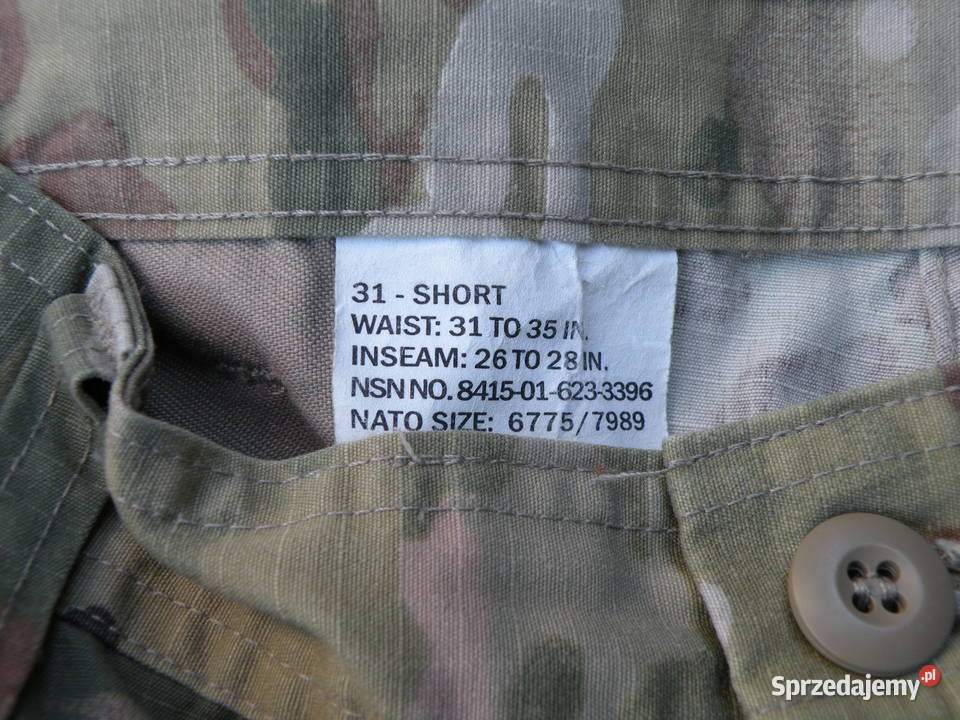 31 - SHORT
WAIST: 31 TO 35 IN.
INSEAM: 26 TO 28 IN.
NSN NO. 8415-01-623-3396
NATO SIZE: 6775/7989
Sprzedajemy.pl